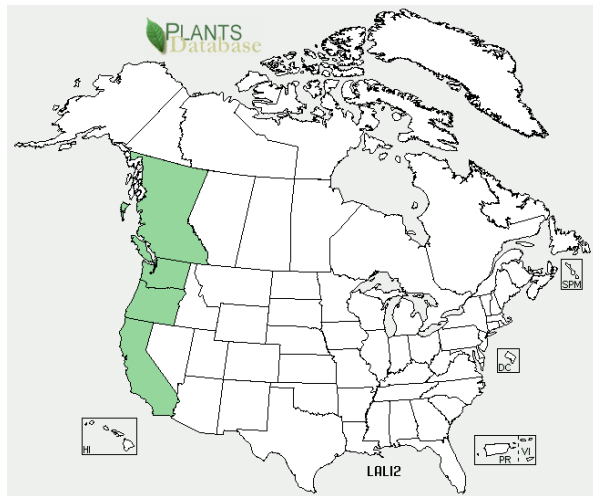 PLANTS
Database
SPM
DC
HI
PR VI
LALI2